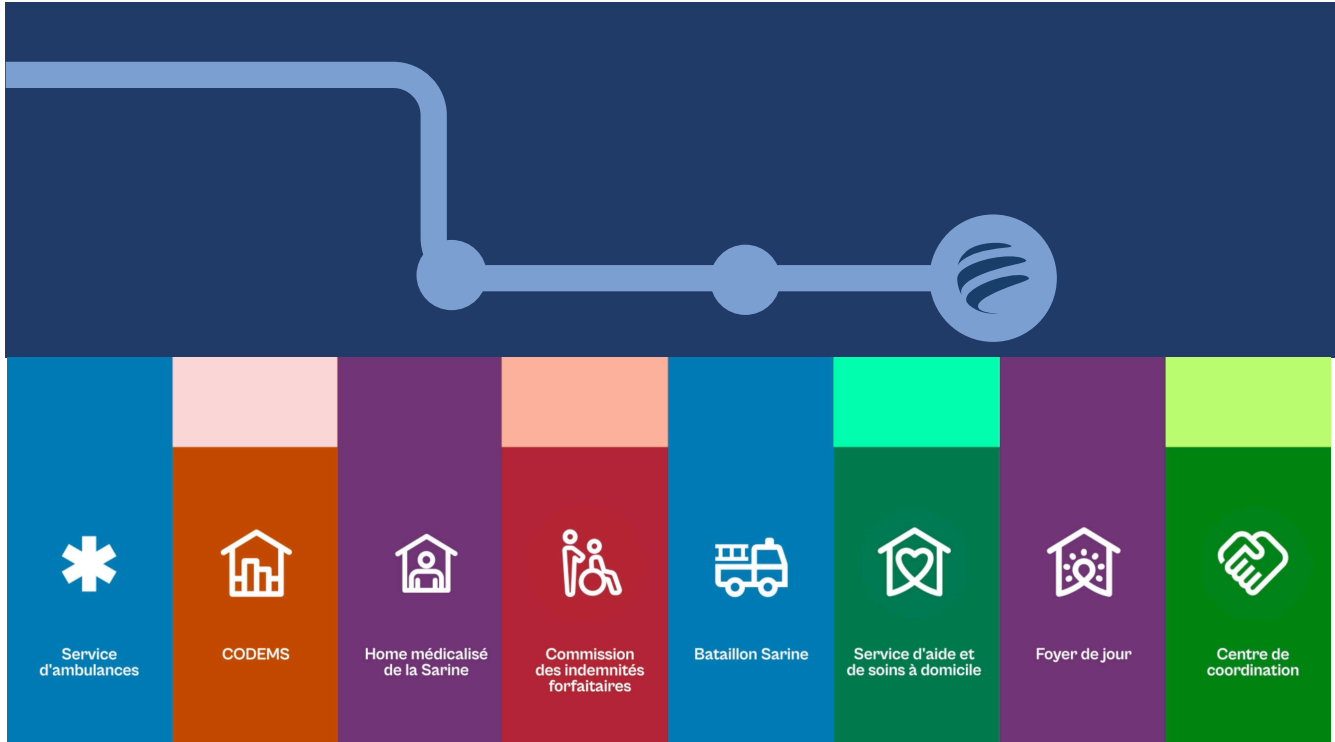 Service
d'ambulances
CODEMS
Home médicalisé
de la Sarine
Commission
des indemnités
forfaitaires
Bataillon Sarine
Service d'aide et
de soins à domicile
Foyer de jour
Centre de
coordination